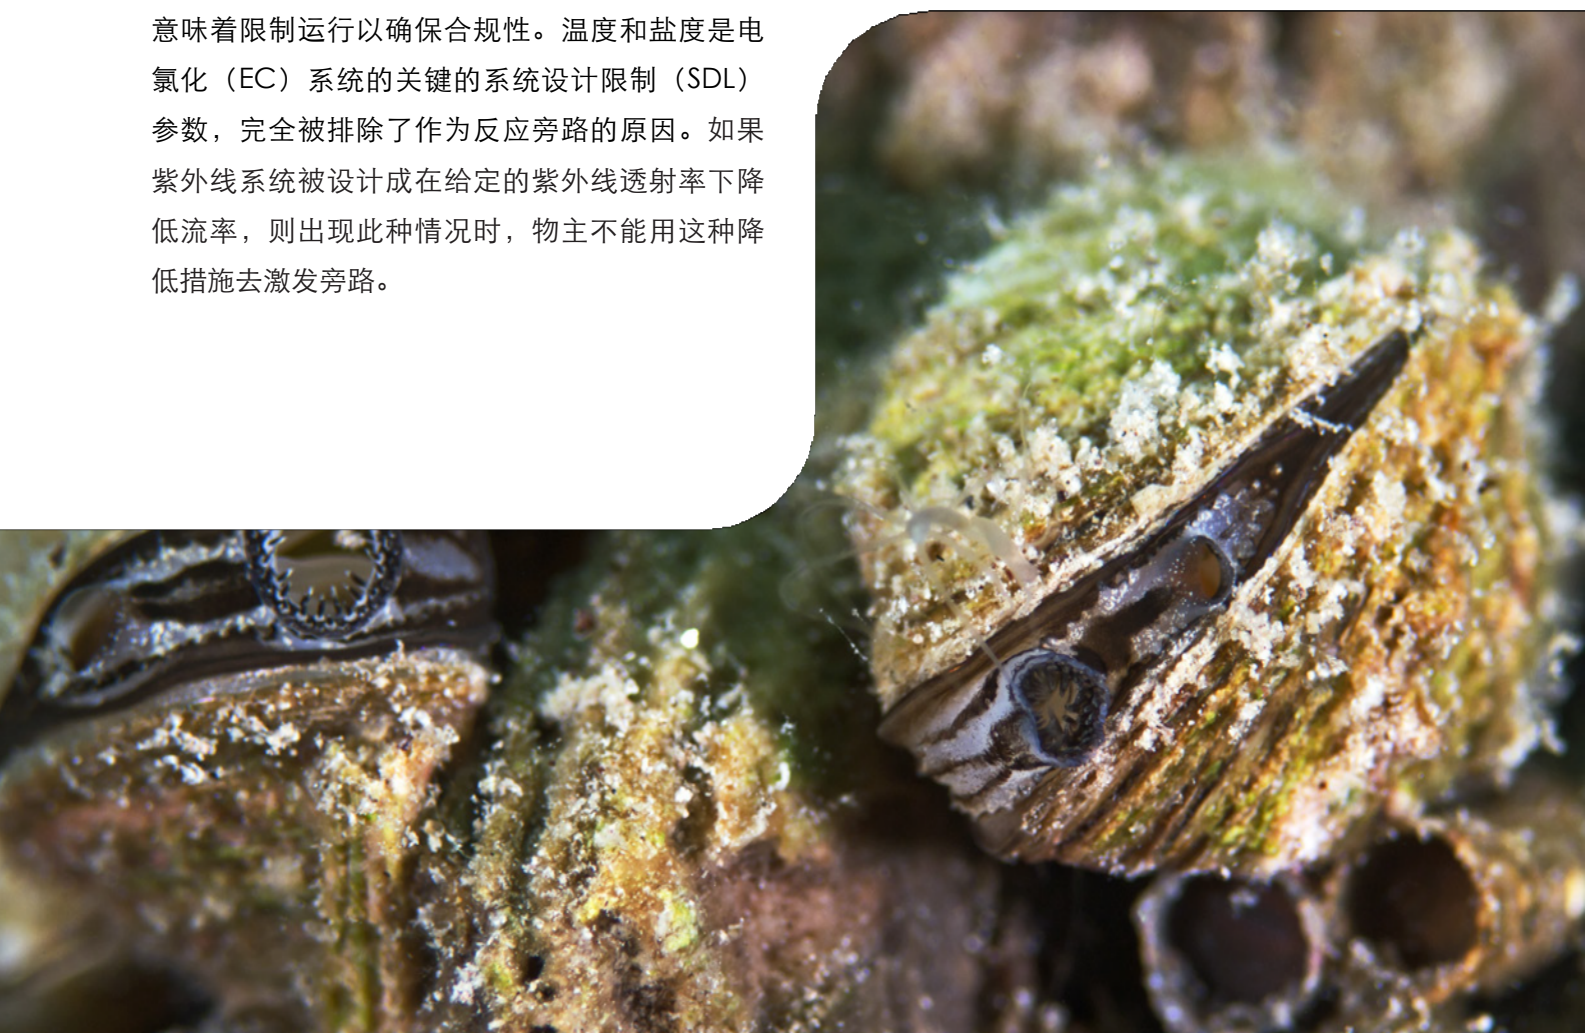 意味着限制运行以确保合规性。温度和盐度是电
氯化（EC）系统的关键的系统设计限制（SDL）
参数，完全被排除了作为反应旁路的原因。如果
紫外线系统被设计成在给定的紫外线透射率下降
低流率，则出现此种情况时，物主不能用这种降
低措施去激发旁路。